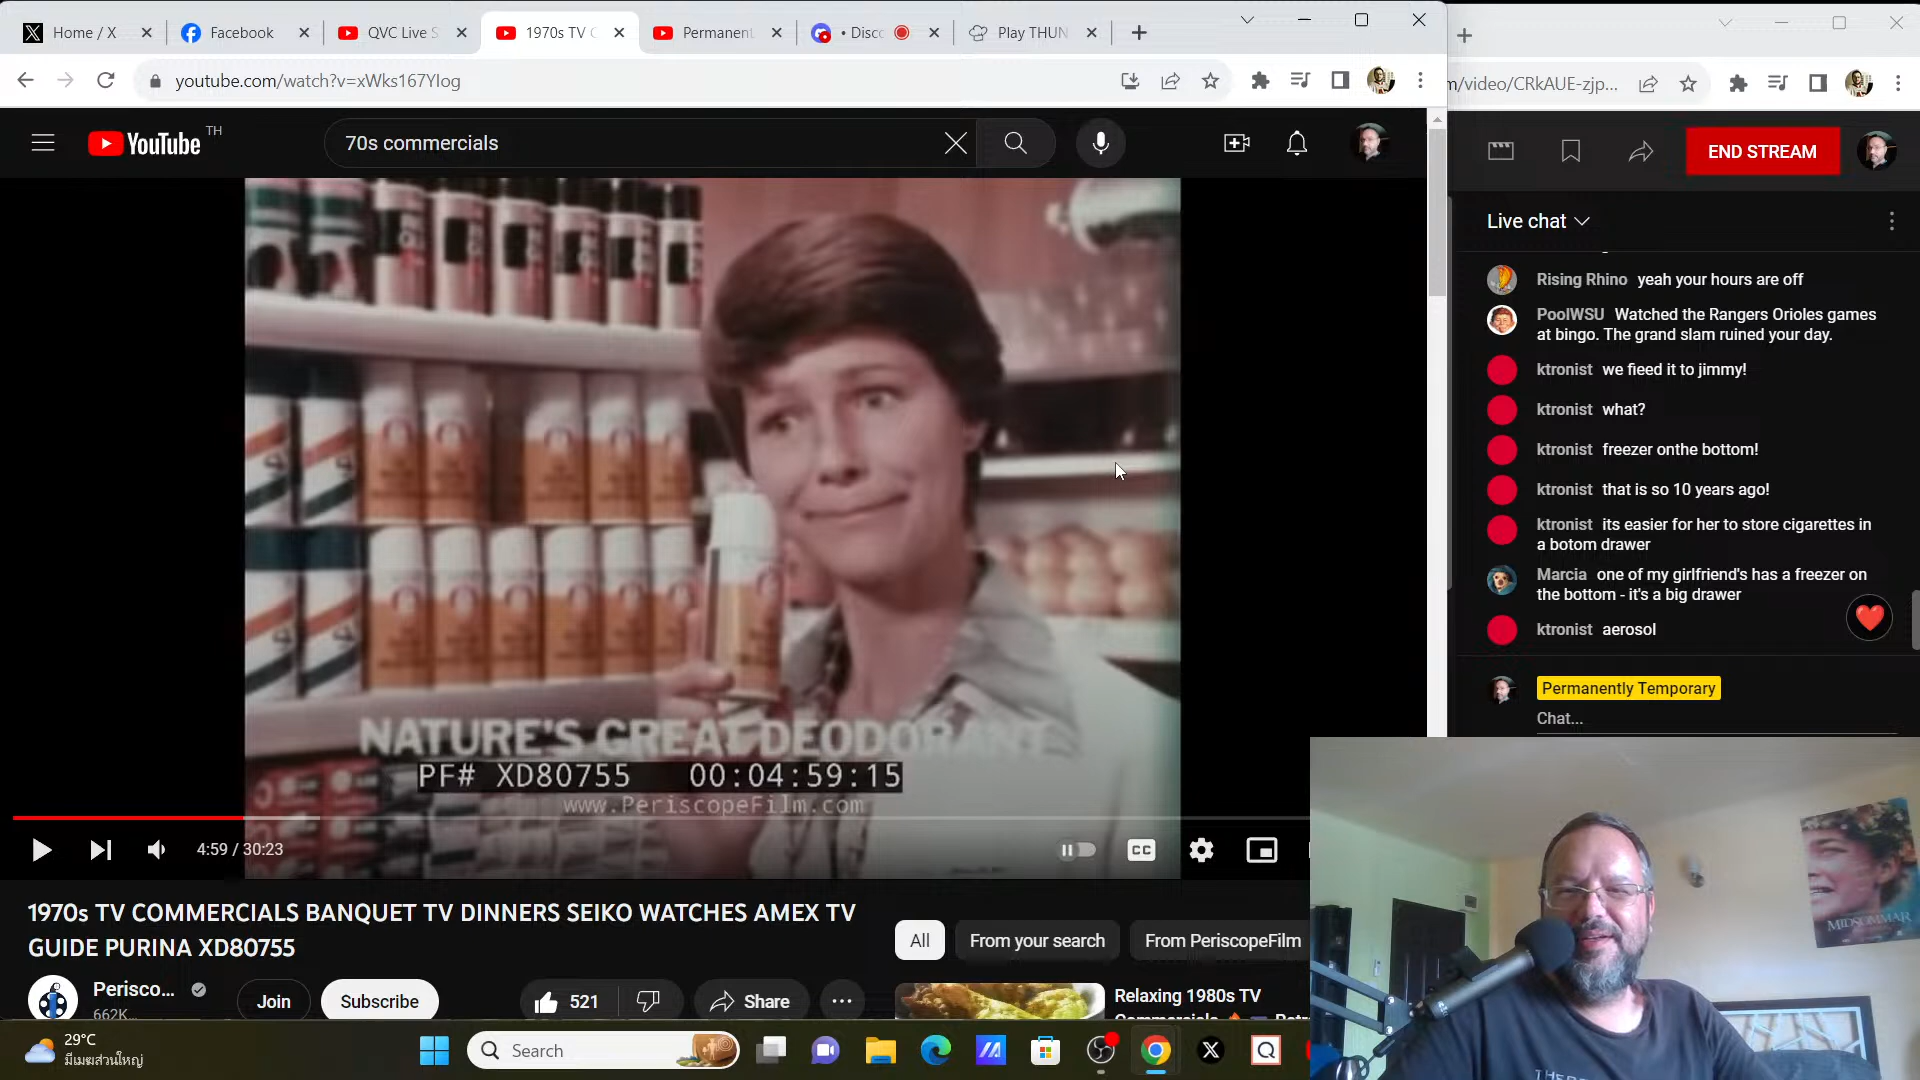 Home / X
Facebook
QVC Live S
1970s TV C
Permanent
• Disc
Play THUN
youtube.com/watch?v=xWks167YIog
n/video/CRkAUE-zjp...
YouTube TH
70s commercials
END STREAM
Live chat
Rising Rhino yeah your hours are off
PoolWSU Watched the Rangers Orioles games
at bingo. The grand slam ruined your day.
ktronist we fieed it to jimmy!
ktronist what?
ktronist freezer onthe bottom!
ktronist that is so 10 years ago!
ktronist its easier for her to store cigarettes in
a botom drawer
Marcia one of my girlfriend's has a freezer on
the bottom - it's a big drawer
ktronist aerosol
Permanently Temporary
Chat...
NATURE'S GREAT DEODORANT
PF# XD80755 00:04:59:15
www.PeriscopeFilm.com
4:59 / 30:23
CC
1970s TV COMMERCIALS BANQUET TV DINNERS SEIKO WATCHES AMEX TV
GUIDE PURINA XD80755
All
From your search
From PeriscopeFilm
Perisco...
662K...
Join
Subscribe
521
Share
Relaxing 1980s TV
MIDSOMMAR
29°C
มีเมฆส่วนใหญ่
Search